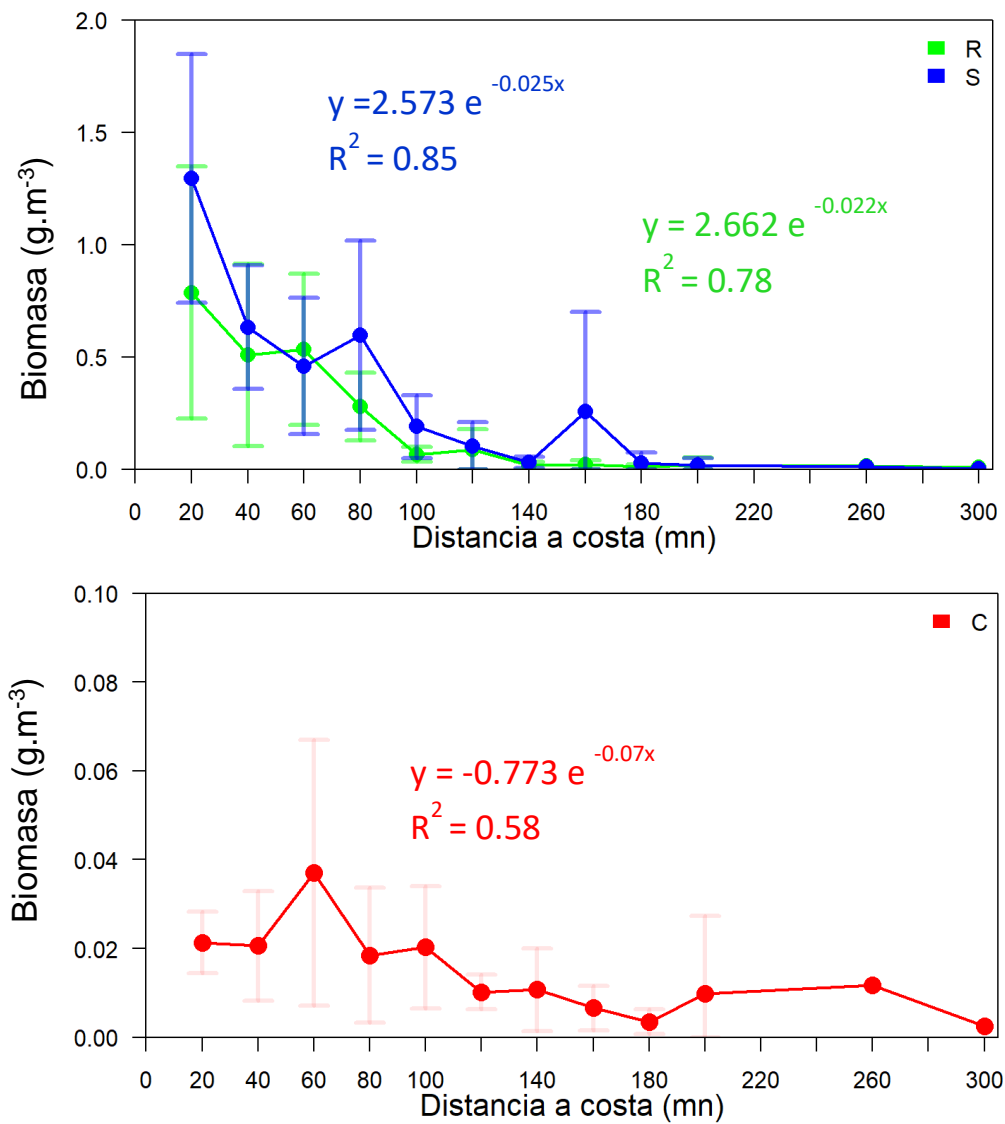 2.0
1.5
1.0
0.5
0.0
Biomasa (g.m-3)
R
S
y =2.573 e -0.025x
R2 = 0.85
y = 2.662 e -0.022x
R2 = 0.78
0 20 40 60 80 100 120 140 160 180 200 220 260 300
Distancia a costa (mn)
0.10
0.08
0.06
0.04
0.02
0.00
Biomasa (g.m-3)
C
y = -0.773 e -0.07x
R2 = 0.58
0 20 40 60 80 100 120 140 160 180 200 220 260 300
Distancia a costa (mn)